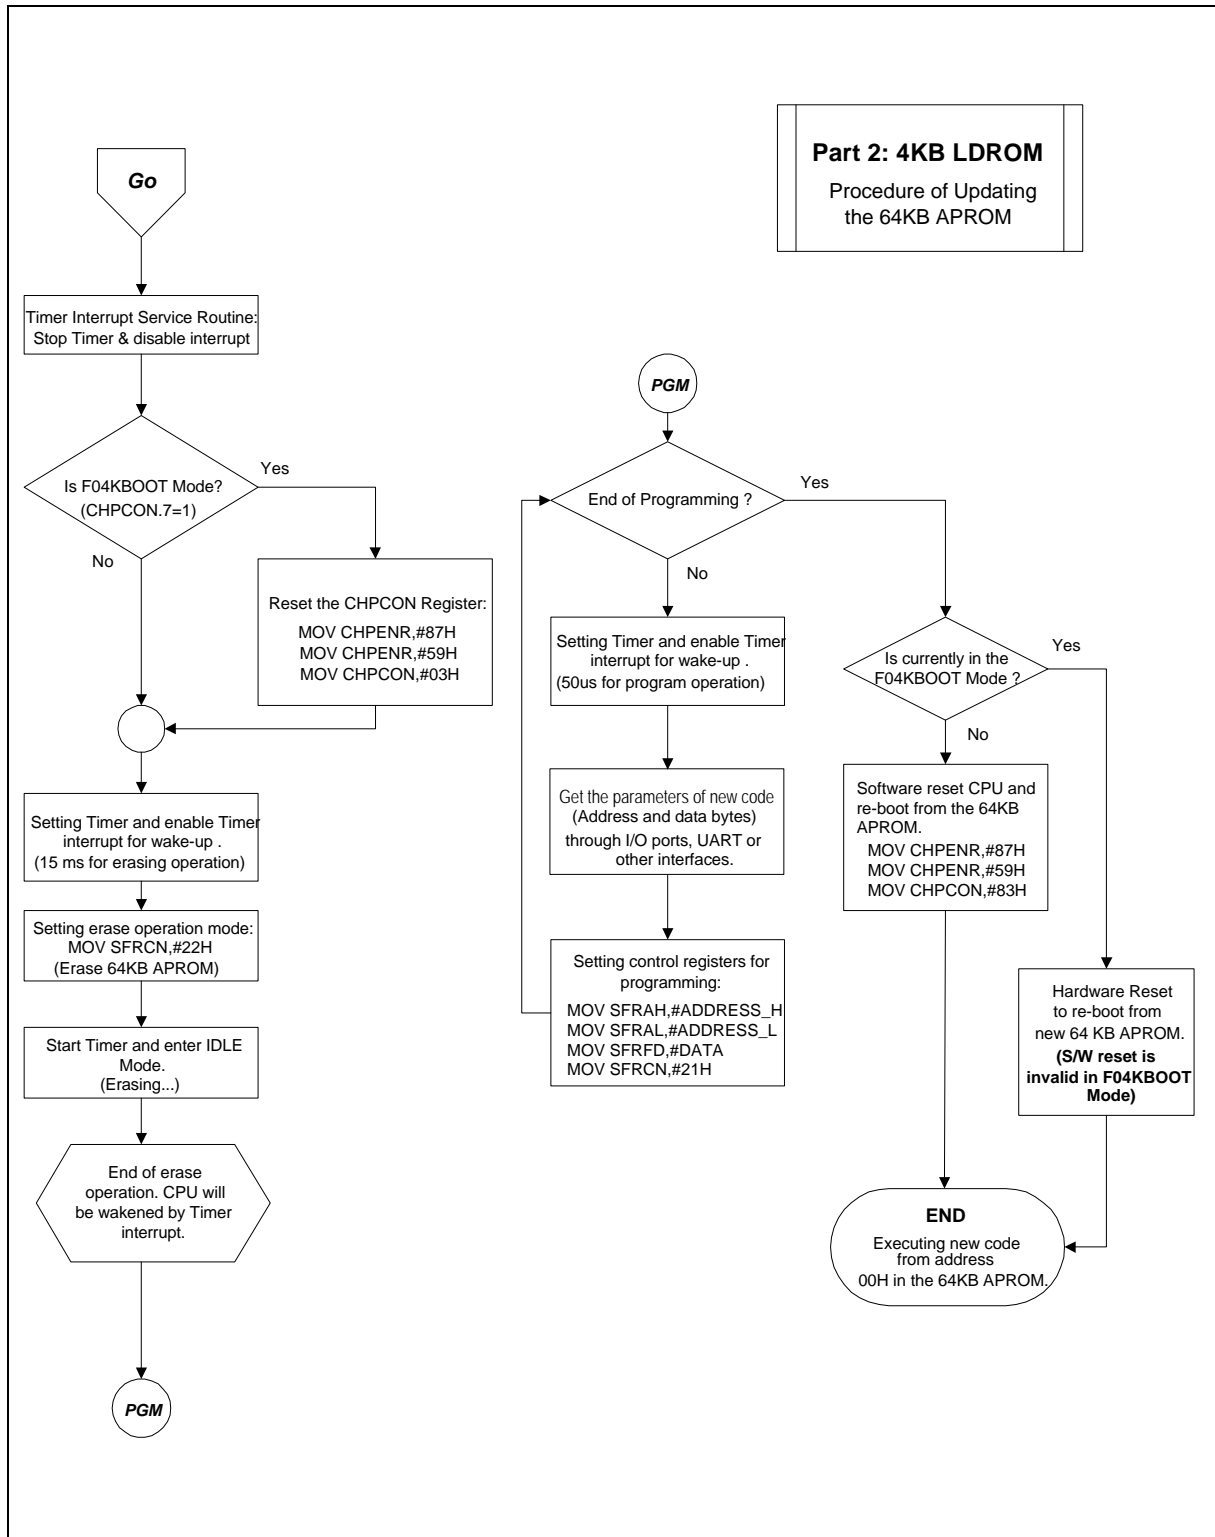 Part 2: 4KB LDROM
Procedure of Updating
the 64KB APROM
Go
Timer Interrupt Service Routine:
Stop Timer & disable interrupt
Is F04KBOOT Mode?
(CHPCON.7=1)
Yes
No
Reset the CHPCON Register:
MOV CHPENR,#87H
MOV CHPENR,#59H
MOV CHPCON,#03H
Setting Timer and enable Timer
interrupt for wake-up .
(15 ms for erasing operation)
Setting erase operation mode:
MOV SFRCN,#22H
(Erase 64KB APROM)
Start Timer and enter IDLE
Mode.
(Erasing...)
End of erase
operation. CPU will
be wakened by Timer
interrupt.
PGM
PGM
End of Programming ?
Yes
No
Setting Timer and enable Timer
interrupt for wake-up .
(50us for program operation)
Get the parameters of new code
(Address and data bytes)
through I/O ports, UART or
other interfaces.
Setting control registers for
programming:
MOV SFRAH,#ADDRESS_H
MOV SFRAL,#ADDRESS_L
MOV SFRFD,#DATA
MOV SFRCN,#21H
Is currently in the
F04KBOOT Mode ?
Yes
No
Software reset CPU and
re-boot from the 64KB
APROM.
MOV CHPENR,#87H
MOV CHPENR,#59H
MOV CHPCON,#83H
Hardware Reset
to re-boot from
new 64 KB APROM.
(S/W reset is
invalid in F04KBOOT
Mode)
END
Executing new code
from address
00H in the 64KB APROM.